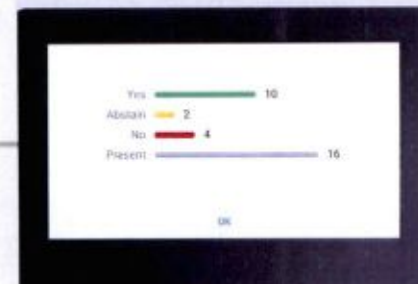 Yes 10
Abstain 2
No 4
Present 16
OK